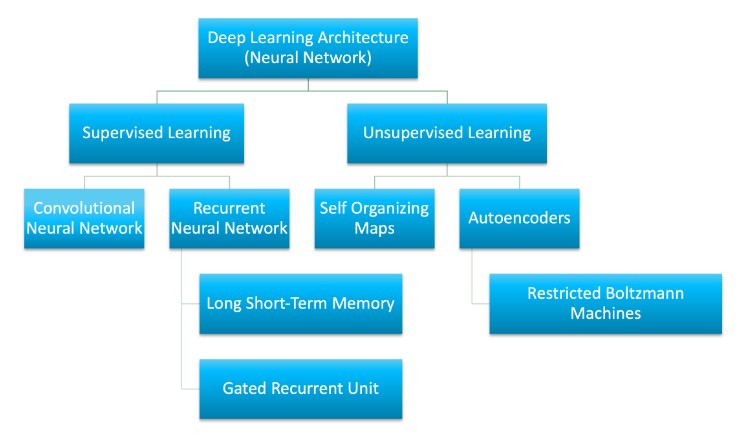 Deep Learning Architecture
(Neural Network)
Supervised Learning
Unsupervised Learning
Convolutional
Neural Network
Recurrent
Neural Network
Self Organizing
Maps
Autoencoders
Long Short-Term Memory
Restricted Boltzmann
Machines
Gated Recurrent Unit